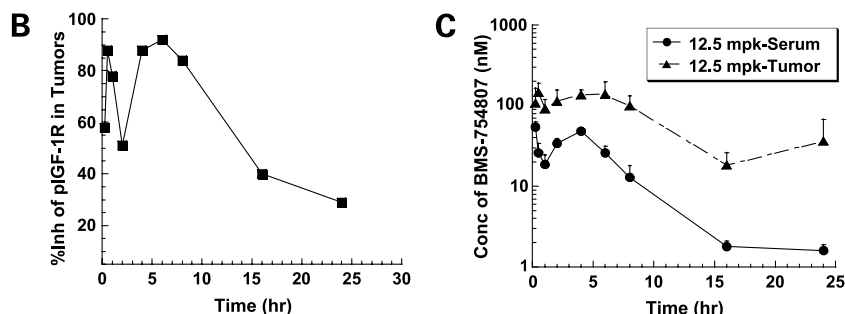 B
%Inh of pIGF-1R in Tumors
100
80
60
40
20
0
5
10
15
20
25
30
Time (hr)
C
Conc of BMS-754807 (nM)
1000
100
10
1
12.5 mpk-Serum
12.5 mpk-Tumor
0
5
10
15
20
25
Time (hr)